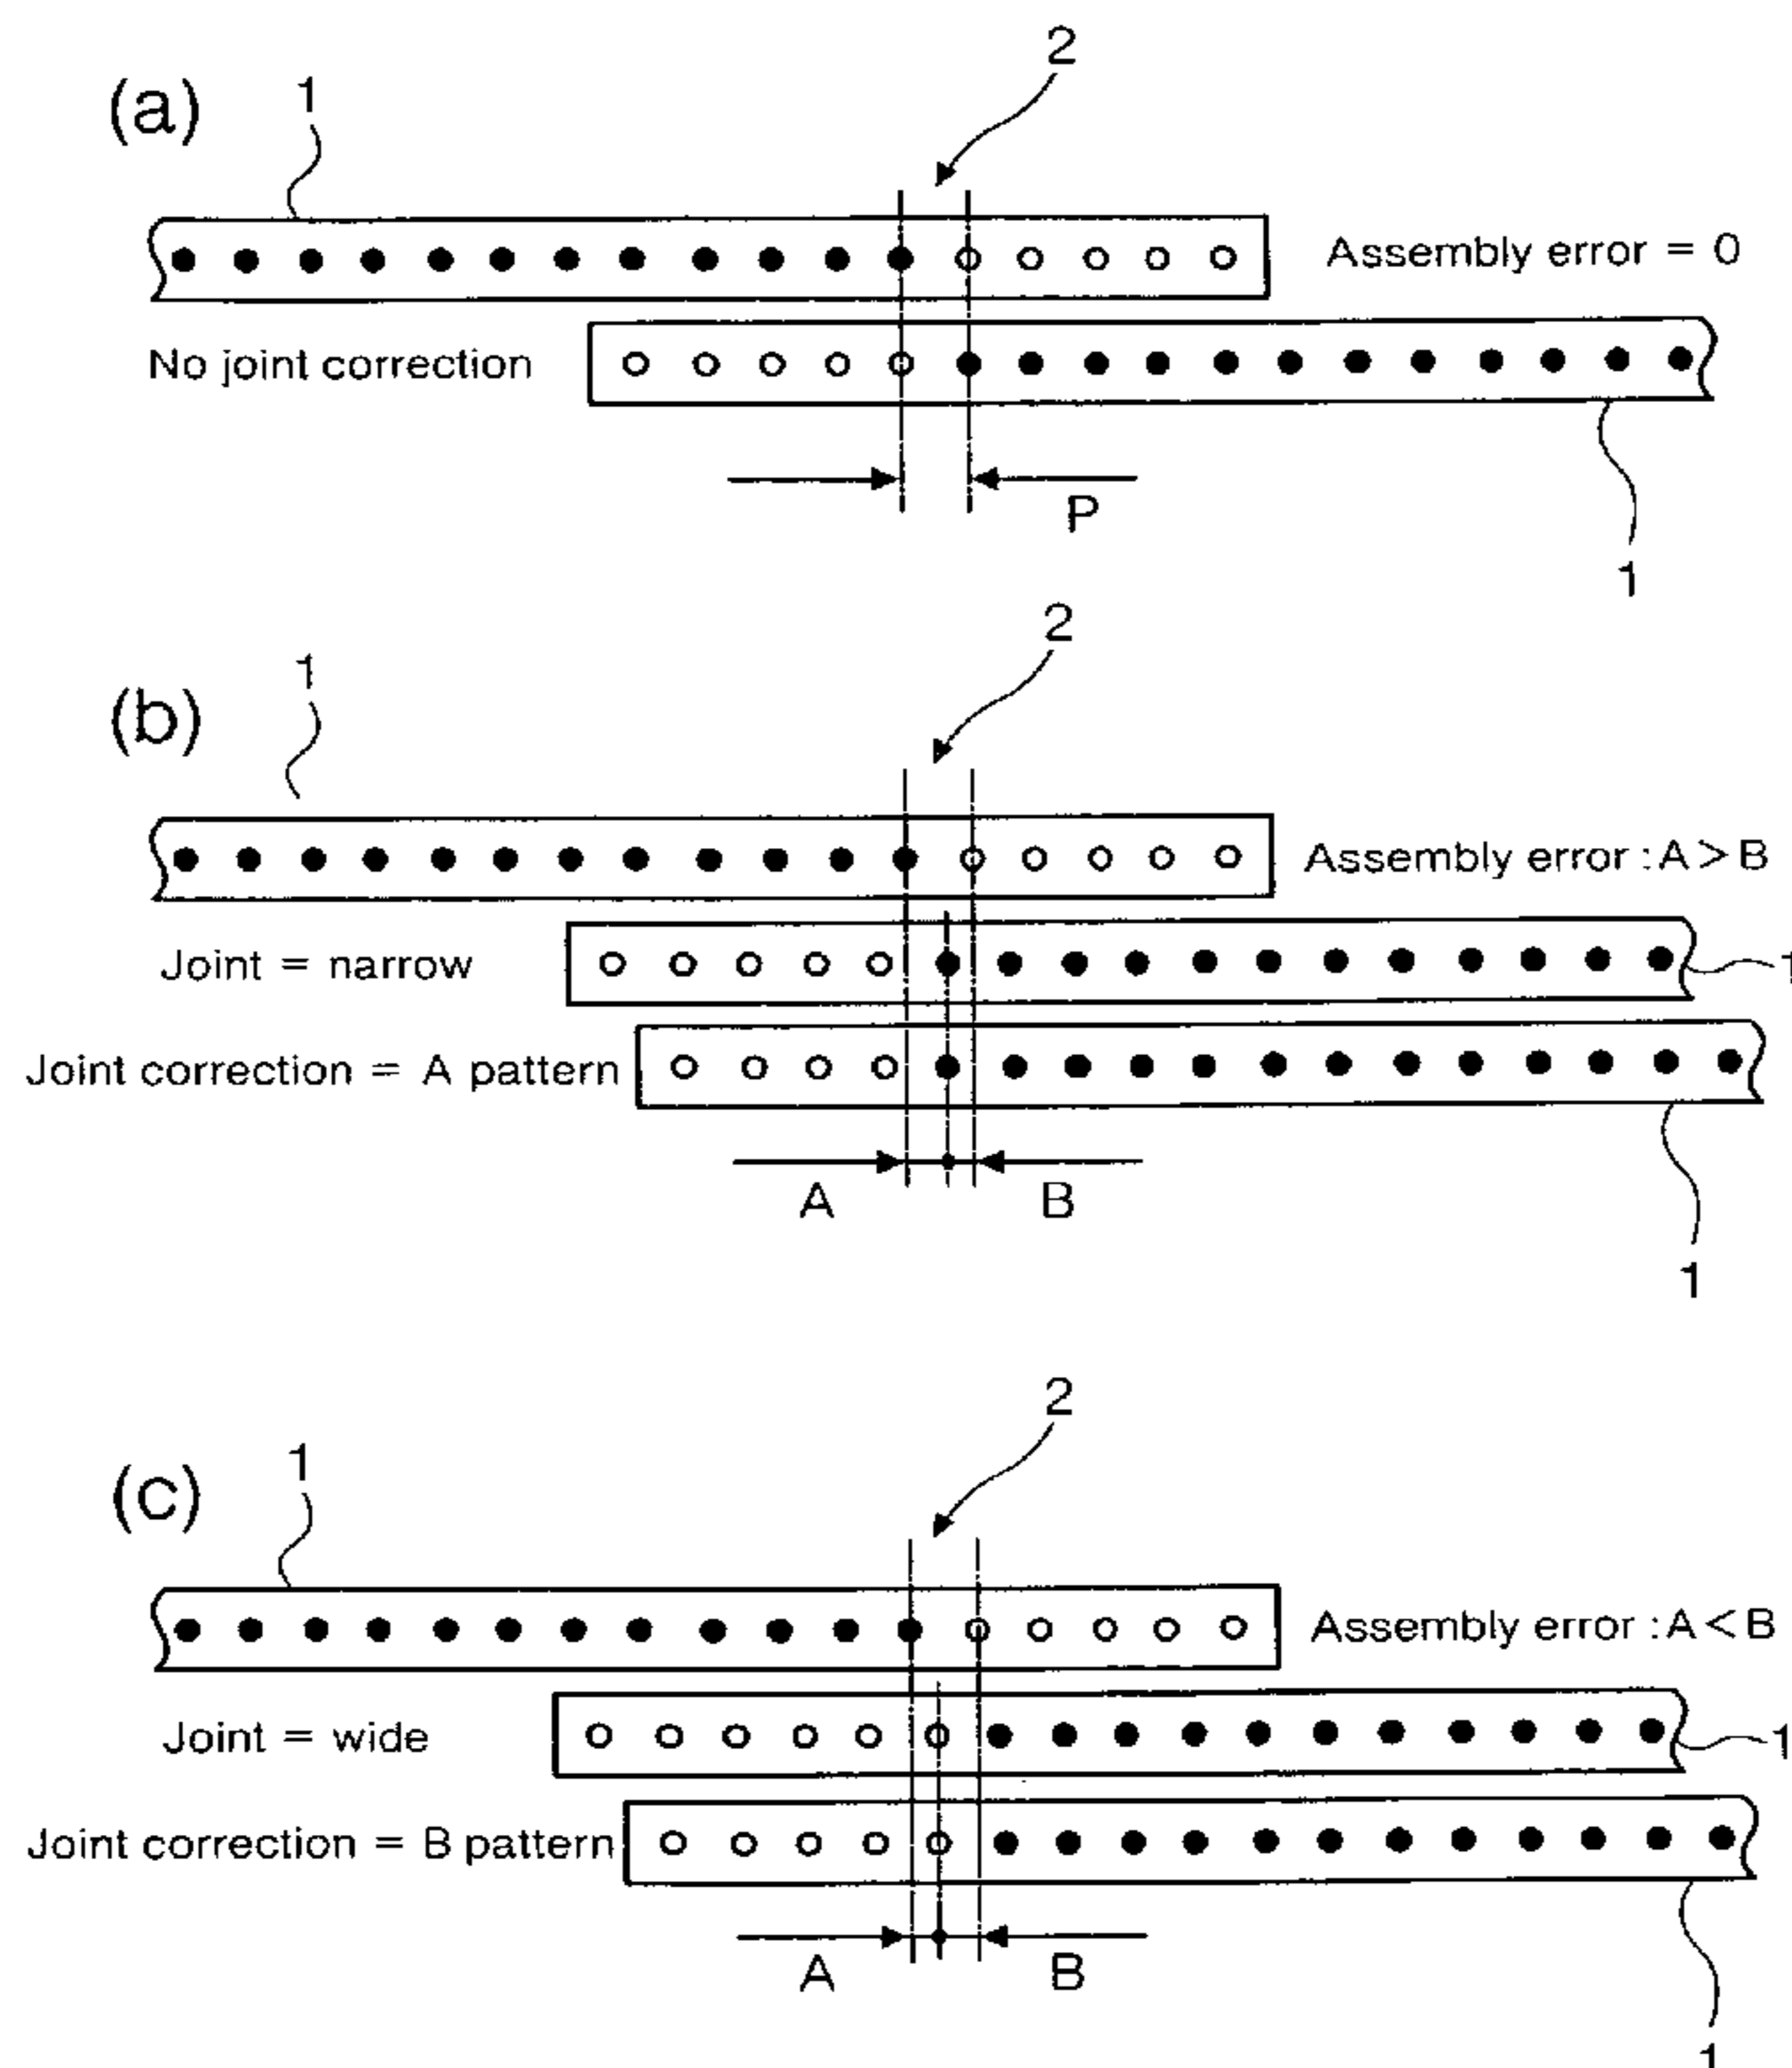 2
(a)
1
Assembly error = 0
No joint correction
P
1
2
1
(b)
Assembly error : A > B
Joint = narrow
1
Joint correction = A pattern
A
B
1
2
1
(c)
Assembly error : A < B
Joint = wide
1
Joint correction = B pattern
A
B
1